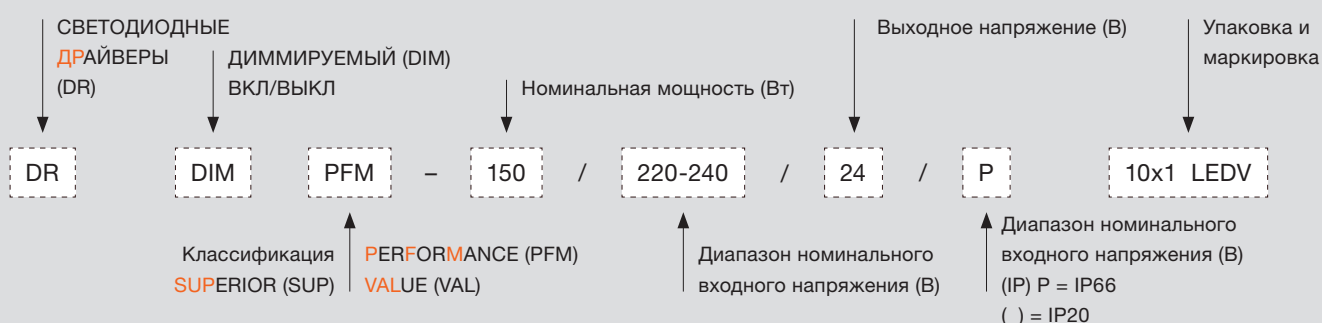 СВЕТОДИОДНЫЕ
ДРАЙВЕРЫ
(DR)
ДИММИРУЕМЫЙ (DIM)
ВКЛ/ВЫКЛ
Номинальная мощность (Вт)
Выходное напряжение (В)
Упаковка и
маркировка
DR DIM PFM – 150 / 220-240 / 24 / P 10x1 LEDV
Классификация
SUPERIOR (SUP)
PERFORMANCE (PFM)
VALUE (VAL)
Диапазон номинального
входного напряжения (В)
Диапазон номинального
входного напряжения (В)
(IP) P = IP66
( ) = IP20